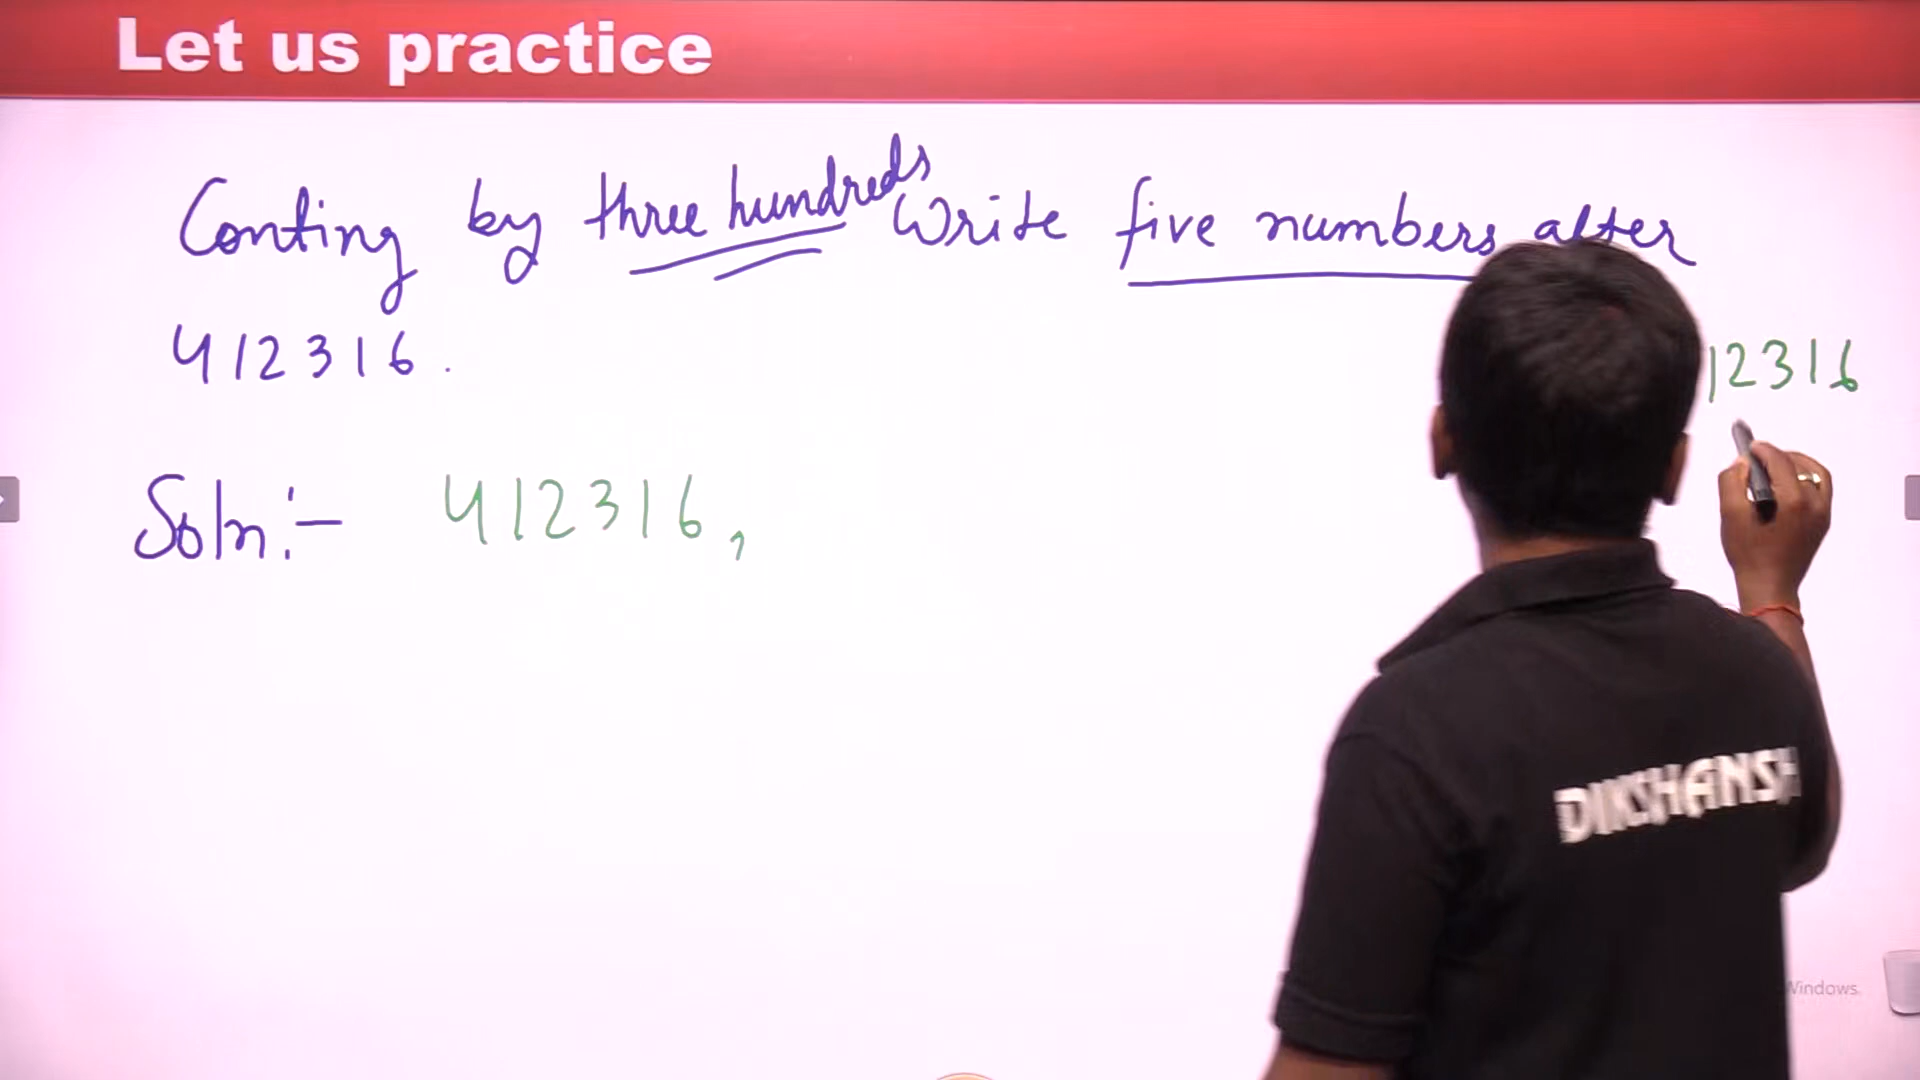 Let us practice
Conting by three hundreds Write five numbers after
412316.
12316
Soln:- 412316,
DIKSHANSH
Windows